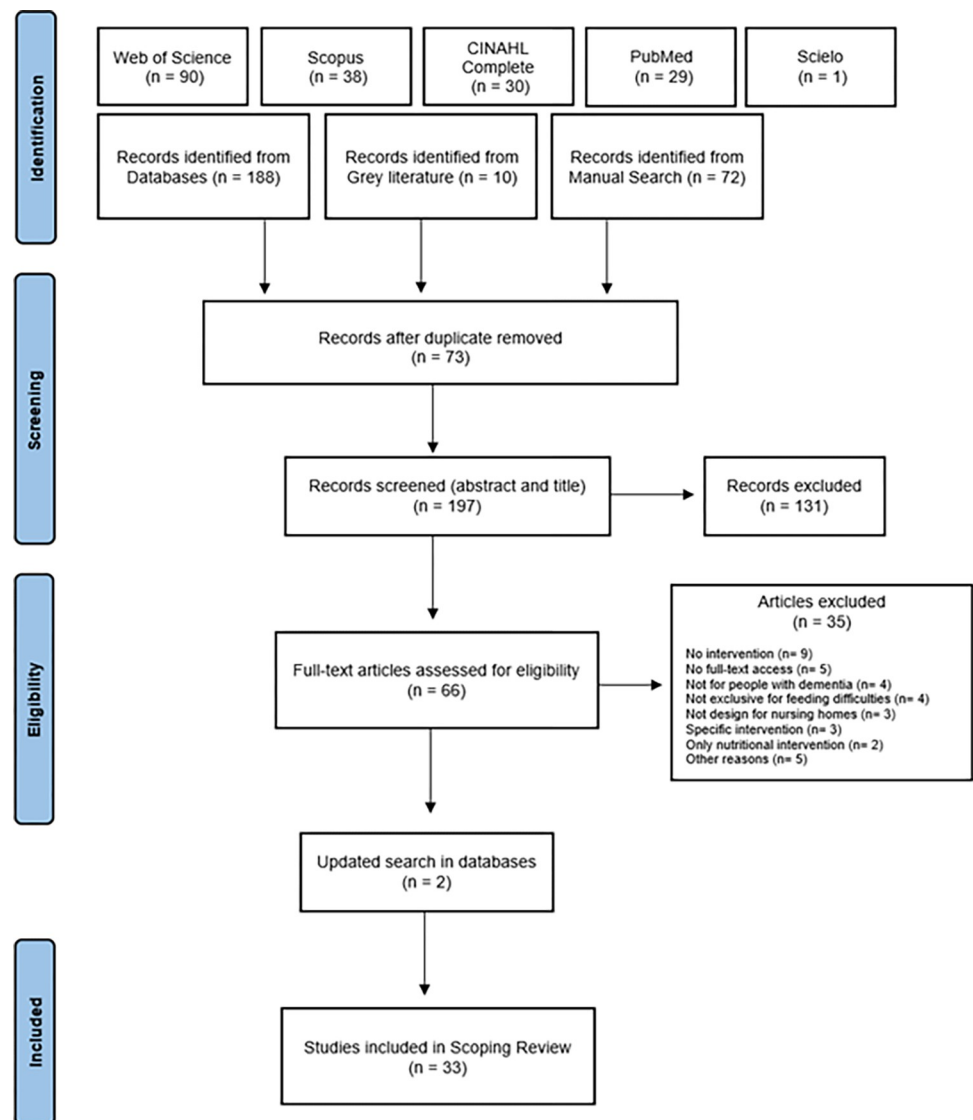 Identification
Web of Science
(n = 90)
Scopus
(n = 38)
CINAHL
Complete
(n = 30)
PubMed
(n = 29)
Scielo
(n = 1)
Records identified from
Databases (n = 188)
Records identified from
Grey literature (n = 10)
Records identified from
Manual Search (n = 72)
Screening
Records after duplicate removed
(n = 73)
Records screened (abstract and title)
(n = 197)
Records excluded
(n = 131)
Eligibility
Full-text articles assessed for eligibility
(n = 66)
Articles excluded
(n = 35)
No intervention (n= 9)
No full-text access (n= 5)
Not for people with dementia (n= 4)
Not exclusive for feeding difficulties (n= 4)
Not design for nursing homes (n= 3)
Specific intervention (n= 3)
Only nutritional intervention (n= 2)
Other reasons (n= 5)
Updated search in databases
(n = 2)
Included
Studies included in Scoping Review
(n = 33)